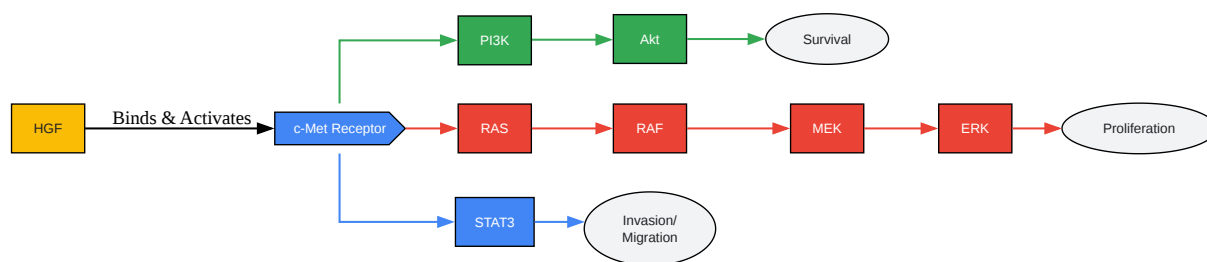 PI3K
Akt
Survival
HGF
Binds & Activates
c-Met Receptor
RAS
RAF
MEK
ERK
Proliferation
STAT3
Invasion/
Migration